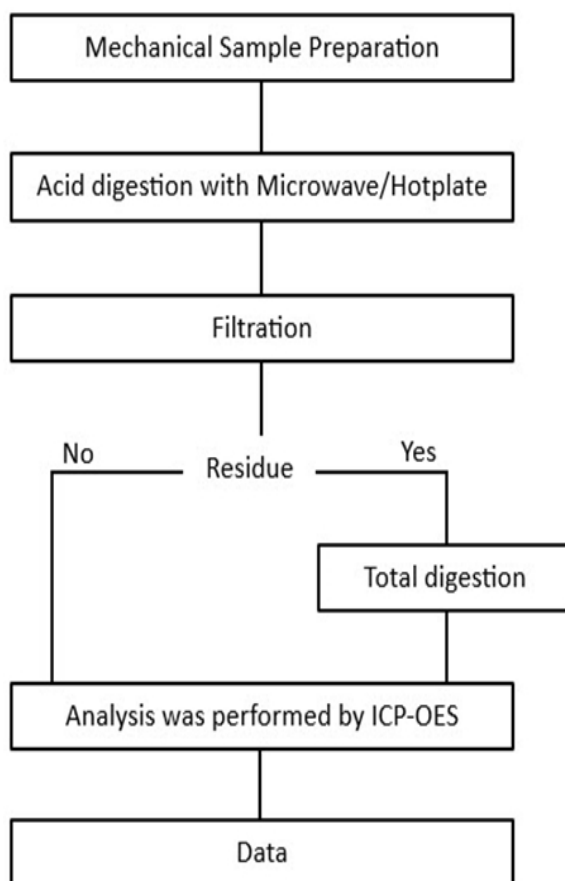 Mechanical Sample Preparation
Acid digestion with Microwave/Hotplate
Filtration
No
Residue
Yes
Total digestion
Analysis was performed by ICP-OES
Data